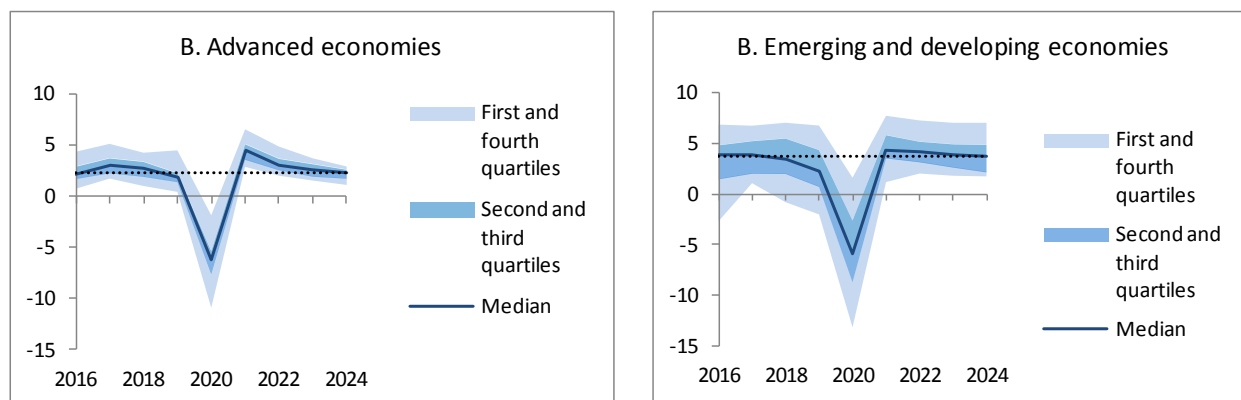 B. Advanced economies
10
5
0
-5
-10
-15
2016 2018 2020 2022 2024
First and
fourth
quartiles
Second and
third
quartiles
Median
B. Emerging and developing economies
10
5
0
-5
-10
-15
2016 2018 2020 2022 2024
First and
fourth
quartiles
Second and
third
quartiles
Median